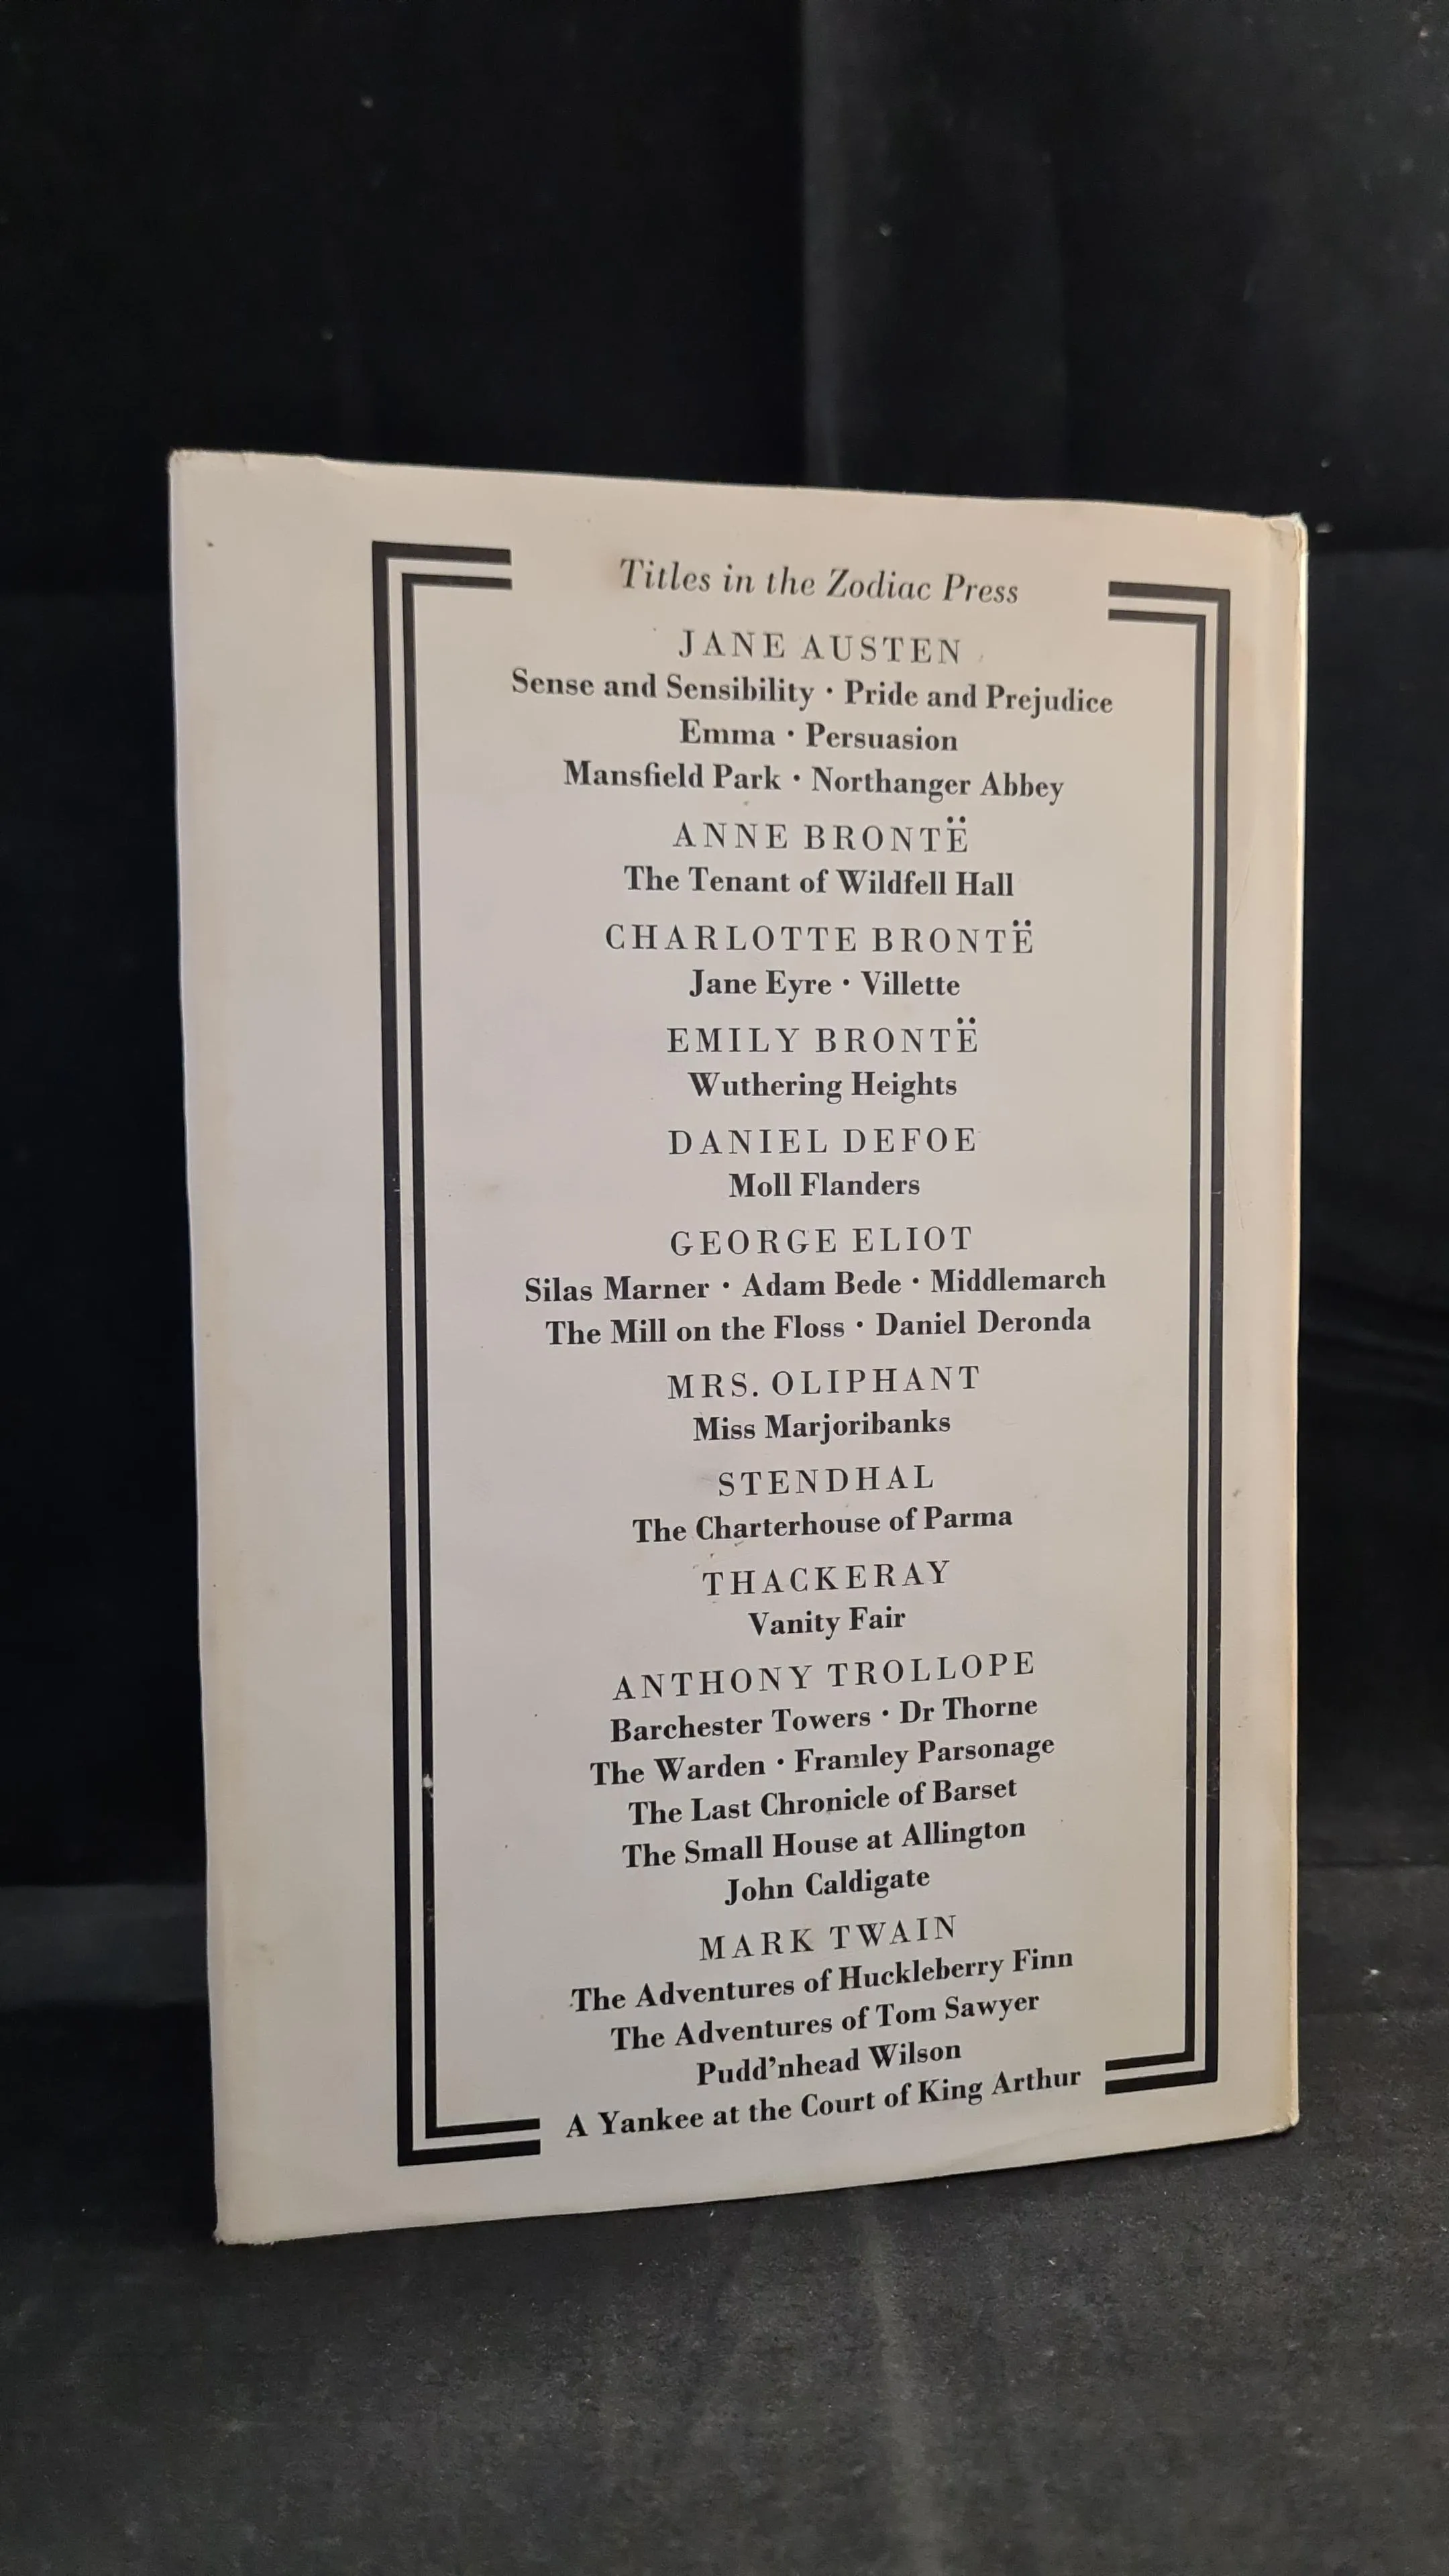 Titles in the Zodiac Press
JANE AUSTEN
Sense and Sensibility · Pride and Prejudice
Emma · Persuasion
Mansfield Park · Northanger Abbey
ANNE BRONTË
The Tenant of Wildfell Hall
CHARLOTTE BRONTË
Jane Eyre · Villette
EMILY BRONTË
Wuthering Heights
DANIEL DEFOE
Moll Flanders
GEORGE ELIOT
Silas Marner · Adam Bede · Middlemarch
The Mill on the Floss · Daniel Deronda
MRS. OLIPHANT
Miss Marjoribanks
STENDHAL
The Charterhouse of Parma
THACKERAY
Vanity Fair
ANTHONY TROLLOPE
Barchester Towers · Dr Thorne
The Warden · Framley Parsonage
The Last Chronicle of Barset
The Small House at Allington
John Caldigate
MARK TWAIN
The Adventures of Huckleberry Finn
The Adventures of Tom Sawyer
Pudd'nhead Wilson
A Yankee at the Court of King Arthur